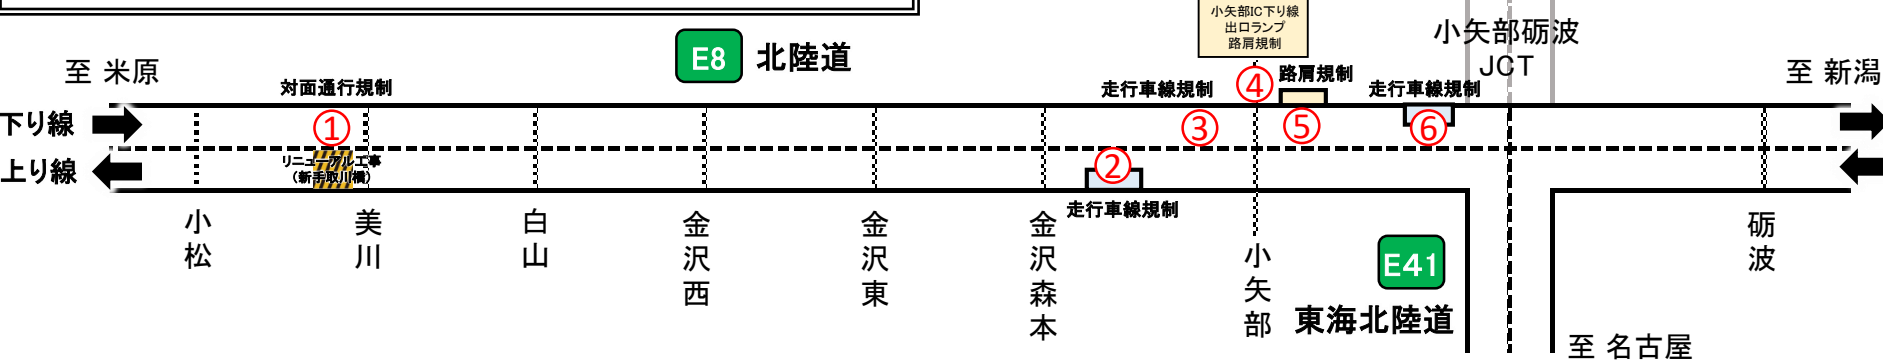 小矢部IC下り線
出口ランプ
路肩規制
E8 北陸道
小矢部砺波
JCT
至 米原
至 新潟
対面通行規制
走行車線規制
④
路肩規制
走行車線規制
下り線
①
③
⑤
⑥
上り線
リニューアル工事
(新手取川橋)
②
走行車線規制
小松
美川
白山
金沢西
金沢東
金沢森本
小矢部
砺波
E41
東海北陸道
至 名古屋